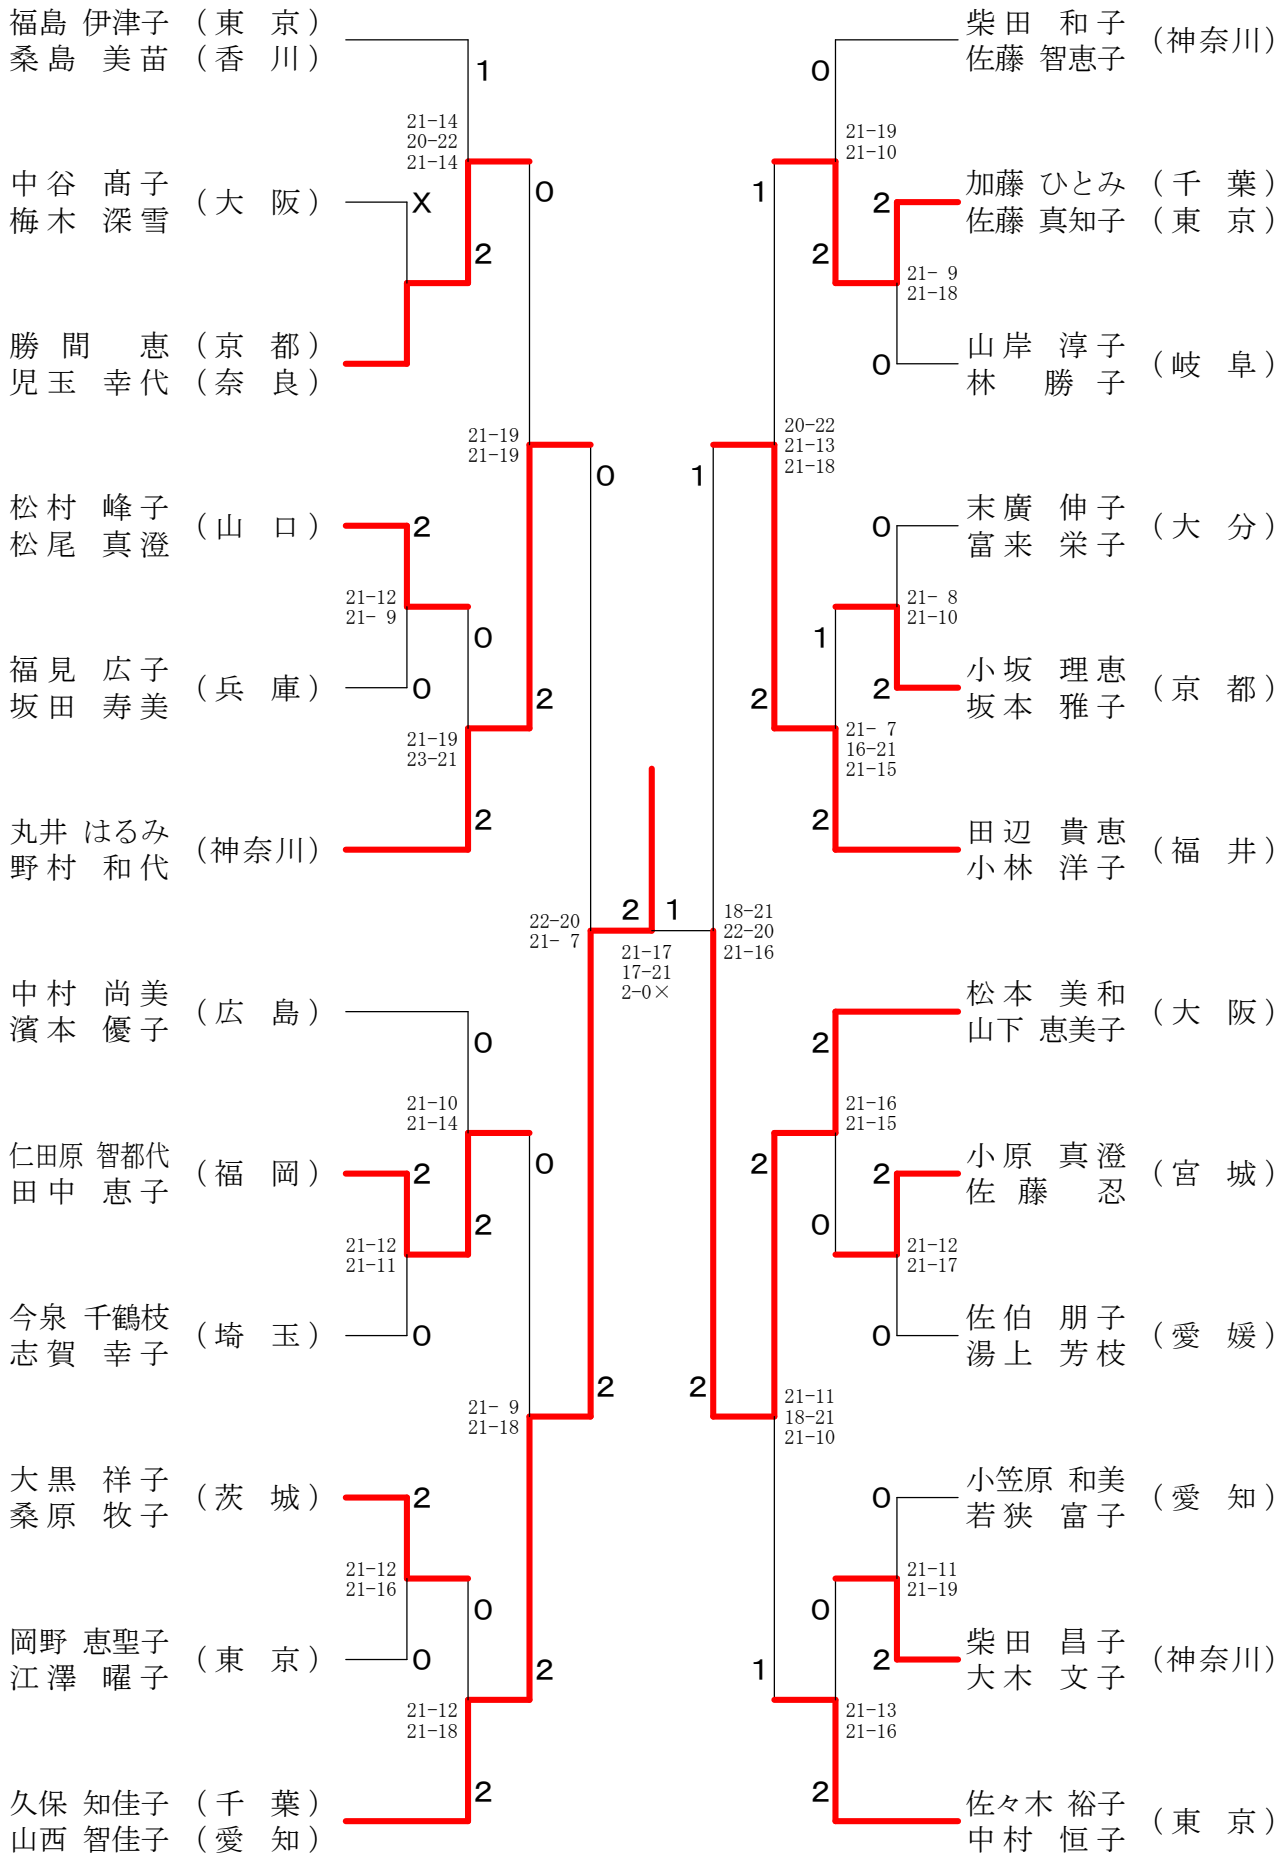 福島 伊津子 (東 京)
桑島 美苗 (香 川)
1
21-14
20-22
21-14
中谷 髙子
梅木 深雪
(大 阪)
X
0
2
勝間 恵 (京 都)
児玉 幸代 (奈 良)
21-19
21-19
0
松村 峰子
松尾 真澄
(山 口)
2
21-12
21- 9
0
福見 広子
坂田 寿美
(兵 庫)
0
2
21-19
23-21
丸井 はるみ
野村 和代
(神奈川)
2
22-20
21- 7
中村 尚美
濱本 優子
(広 島)
0
21-10
21-14
仁田原 智都代
田中 恵子
(福 岡)
2
0
2
21-12
21-11
今泉 千鶴枝
志賀 幸子
(埼 玉)
0
2
21- 9
21-18
大黒 祥子
桑原 牧子
(茨 城)
2
21-12
21-16
0
岡野 恵聖子
江澤 曜子
(東 京)
0
2
21-12
21-18
久保 知佳子 (千 葉)
山西 智佳子 (愛 知)
2
2 1
21-17
17-21
2-0×
柴田 和子
佐藤 智恵子
(神奈川)
0
21-19
21-10
加藤 ひとみ (千 葉)
佐藤 真知子 (東 京)
2
1
2
21- 9
21-18
山岸 淳子
林 勝子
(岐 阜)
0
20-22
21-13
21-18
1
末廣 伸子
富来 栄子
(大 分)
0
21- 8
21-10
1
小坂 理恵
坂本 雅子
(京 都)
2
2
21- 7
16-21
21-15
田辺 貴恵
小林 洋子
(福 井)
2
18-21
22-20
21-16
松本 美和
山下 恵美子
(大 阪)
2
21-16
21-15
小原 真澄
佐藤 忍
(宮 城)
2
2
0
21-12
21-17
佐伯 朋子
湯上 芳枝
(愛 媛)
0
2
21-11
18-21
21-10
小笠原 和美
若狭 富子
(愛 知)
0
21-11
21-19
0
柴田 昌子
大木 文子
(神奈川)
2
1
21-13
21-16
佐々木 裕子
中村 恒子
(東 京)
2